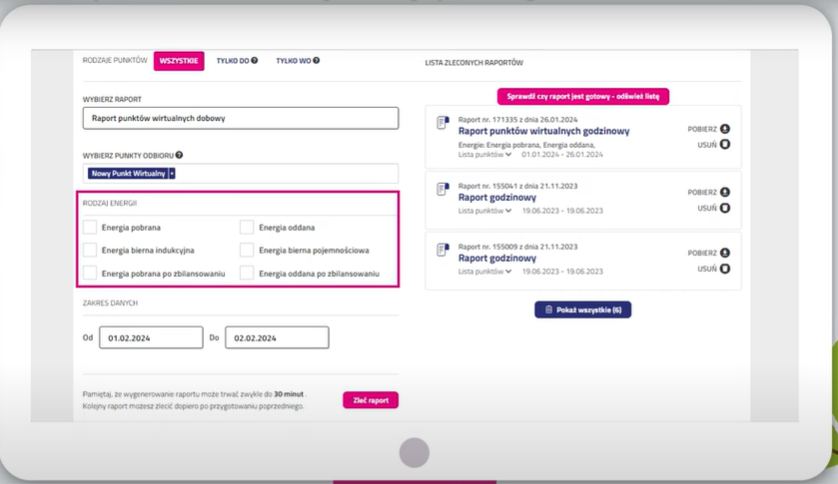 RODZAJE PUNKTÓW WSZYSTKIE TYLKO DO TYLKO WO
WYBIERZ RAPORT
Raport punktów wirtualnych dobowy
WYBIERZ PUNKTY ODBIORU
Nowy Punkt Wirtualny
RODZAJ ENERGII
Energia pobrana Energia oddana
Energia bierna indukcyjna Energia bierna pojemnościowa
Energia pobrana po zbilansowaniu Energia oddana po zbilansowaniu
ZAKRES DANYCH
Od 01.02.2024 Do 02.02.2024
Pamiętaj, że wygenerowanie raportu może trwać zwykle do 30 minut .
Kolejny raport możesz zlecić dopiero po przygotowaniu poprzedniego.
Zleć raport
LISTA ZLECONYCH RAPORTÓW
Sprawdź czy raport jest gotowy - odśwież listę
Raport nr. 171335 z dnia 26.01.2024
Raport punktów wirtualnych godzinowy
Energie: Energia pobrana, Energia oddana,
Lista punktów 01.01.2024 - 26.01.2024
POBIERZ
USUŃ
Raport nr. 155041 z dnia 21.11.2023
Raport godzinowy
Lista punktów 19.06.2023 - 19.06.2023
POBIERZ
USUŃ
Raport nr. 155009 z dnia 21.11.2023
Raport godzinowy
Lista punktów 19.06.2023 - 19.06.2023
POBIERZ
USUŃ
Pokaż wszystkie (6)